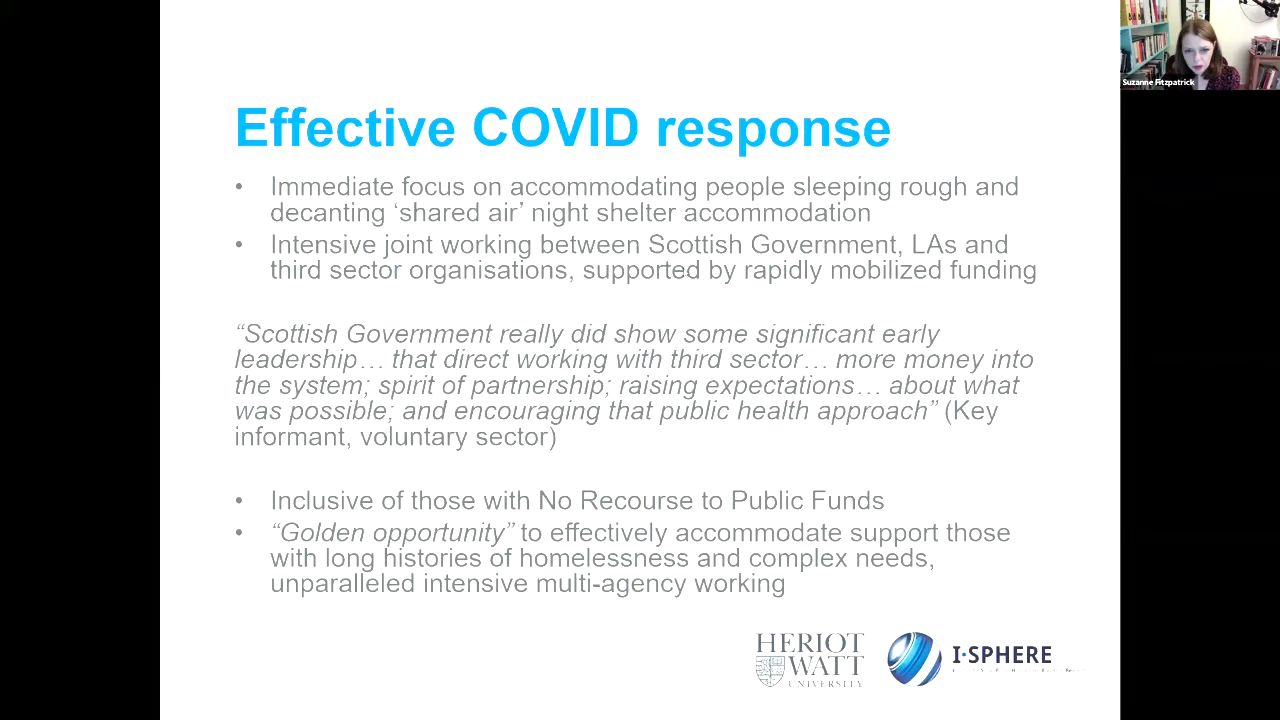 Suzanne Fitzpatrick
Effective COVID response
• Immediate focus on accommodating people sleeping rough and
decanting ‘shared air’ night shelter accommodation
• Intensive joint working between Scottish Government, LAs and
third sector organisations, supported by rapidly mobilized funding
“Scottish Government really did show some significant early
leadership… that direct working with third sector… more money into
the system; spirit of partnership; raising expectations… about what
was possible; and encouraging that public health approach” (Key
informant, voluntary sector)
• Inclusive of those with No Recourse to Public Funds
• “Golden opportunity” to effectively accommodate support those
with long histories of homelessness and complex needs,
unparalleled intensive multi-agency working
HERIOT
WATT
UNIVERSITY
I·SPHERE